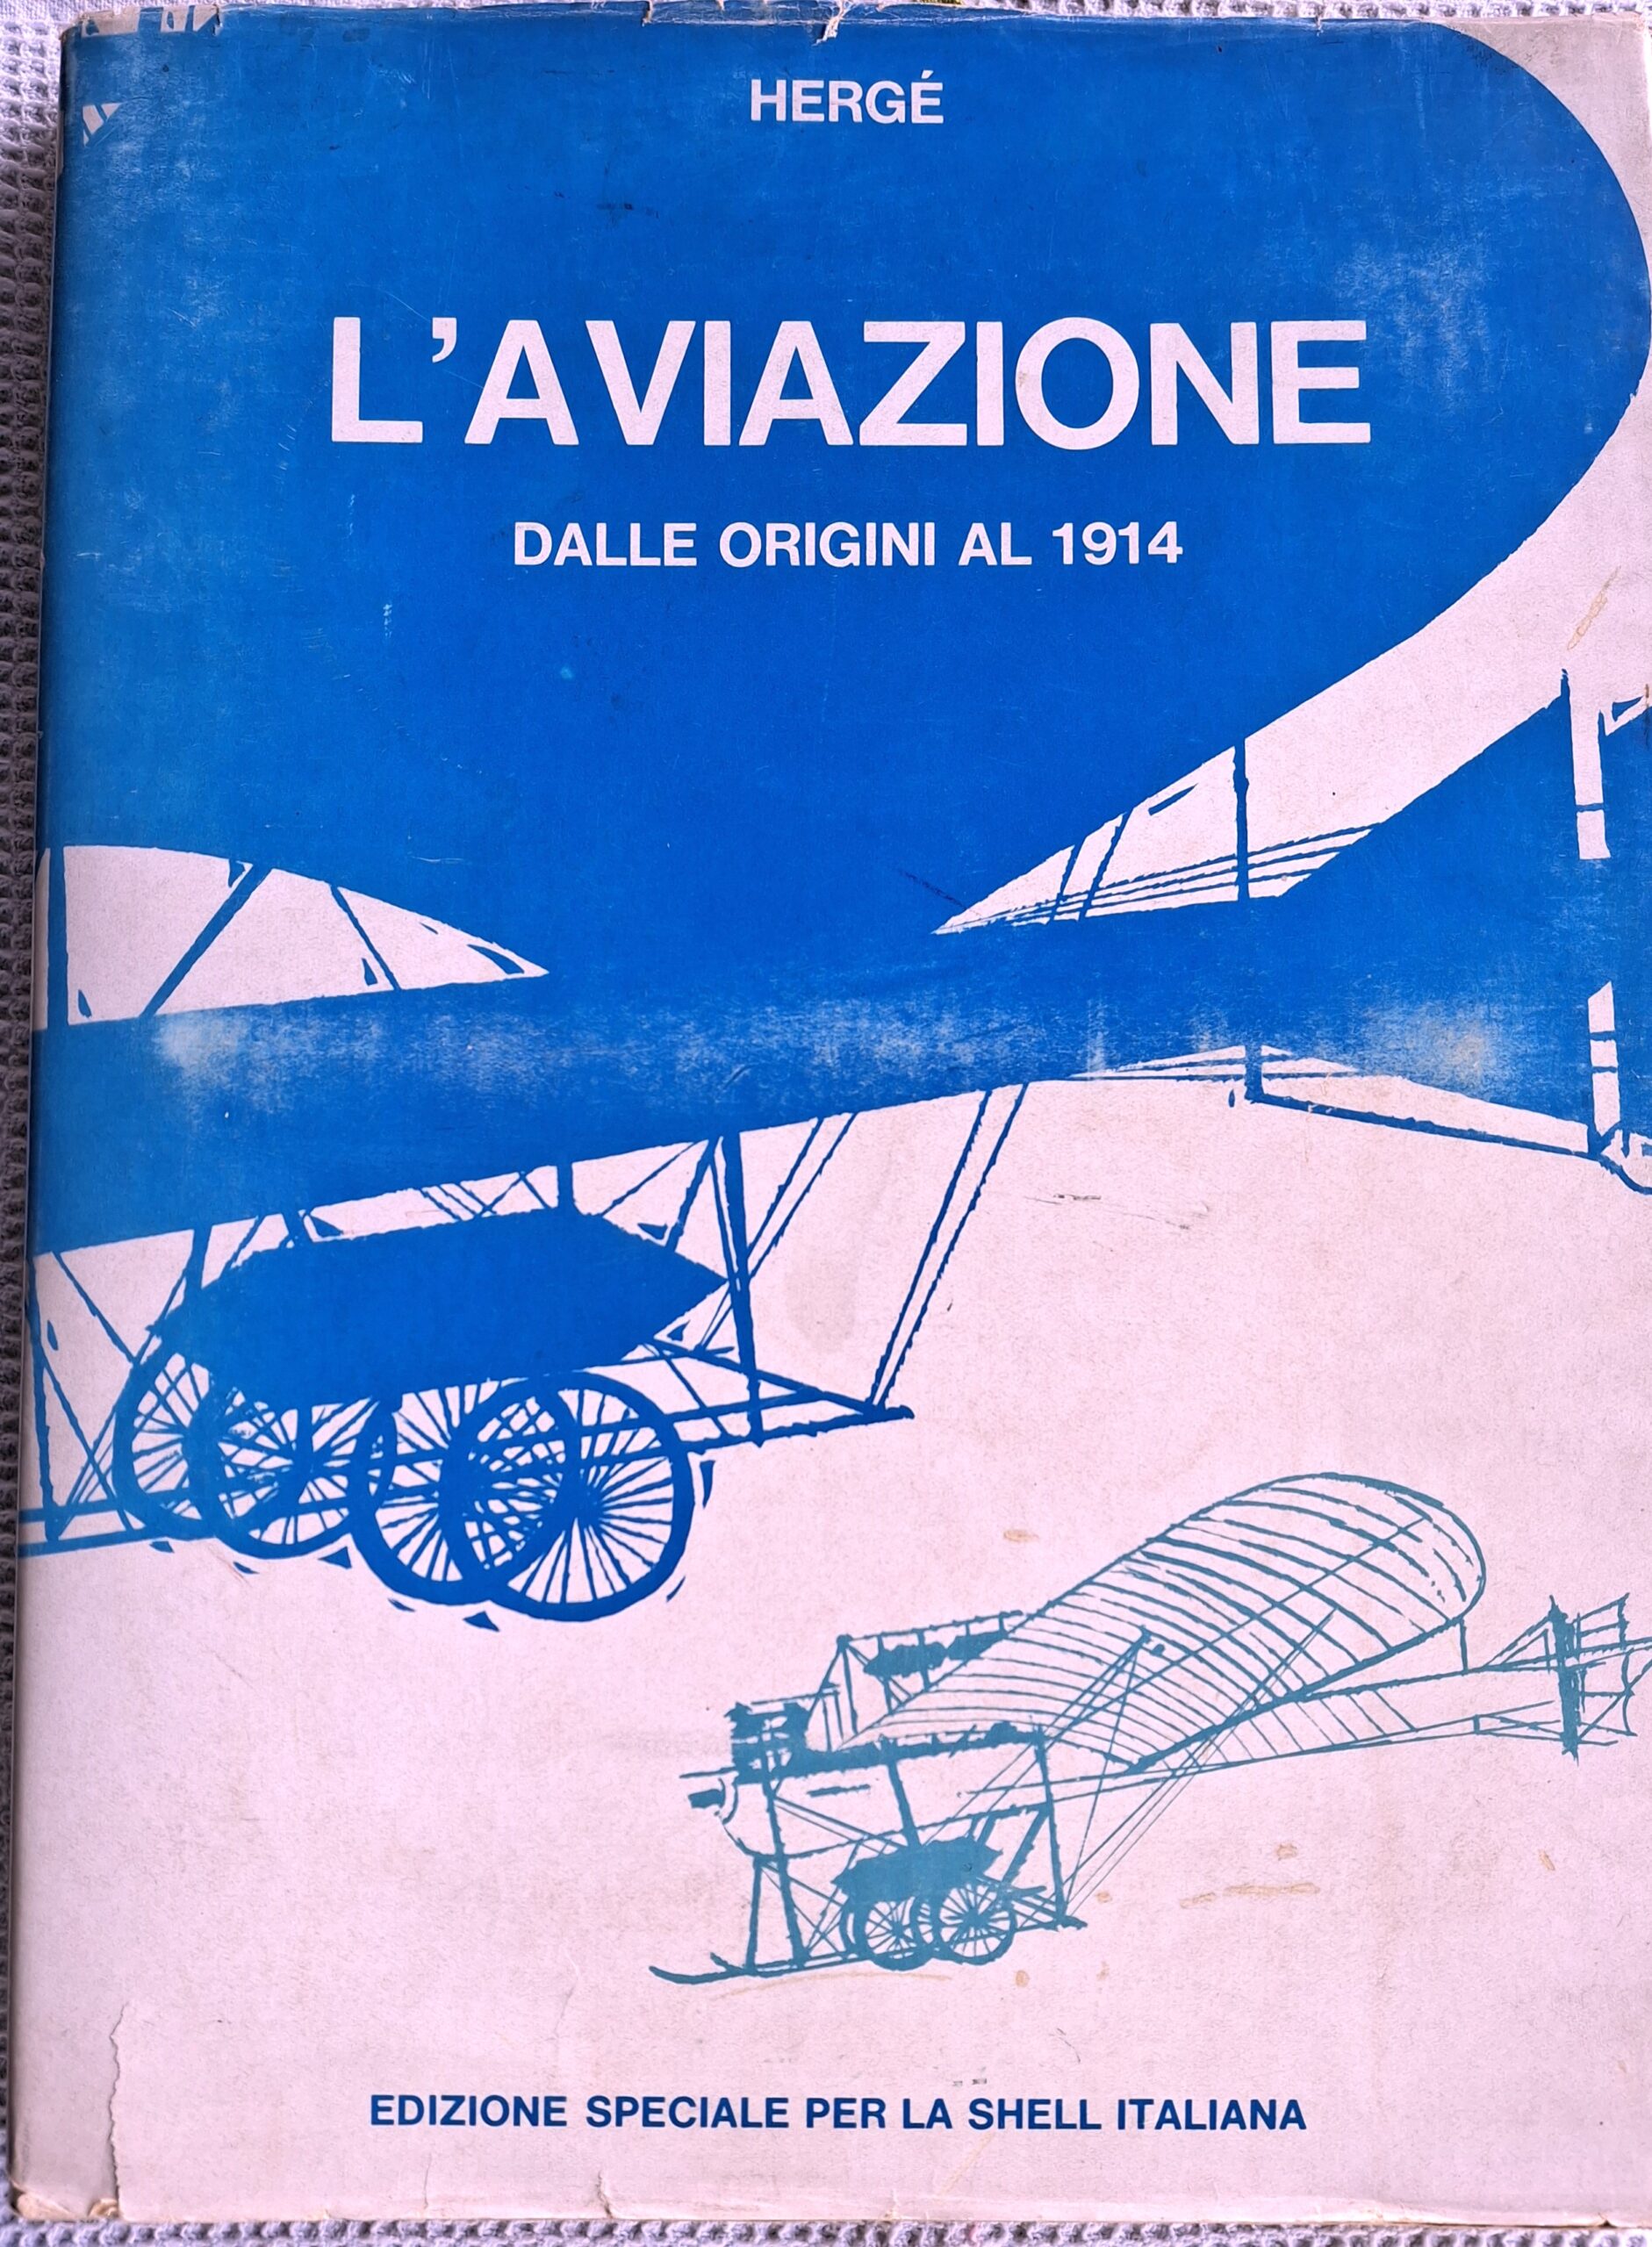 HERGÉ
L'AVIAZIONE
DALLE ORIGINI AL 1914
EDIZIONE SPECIALE PER LA SHELL ITALIANA